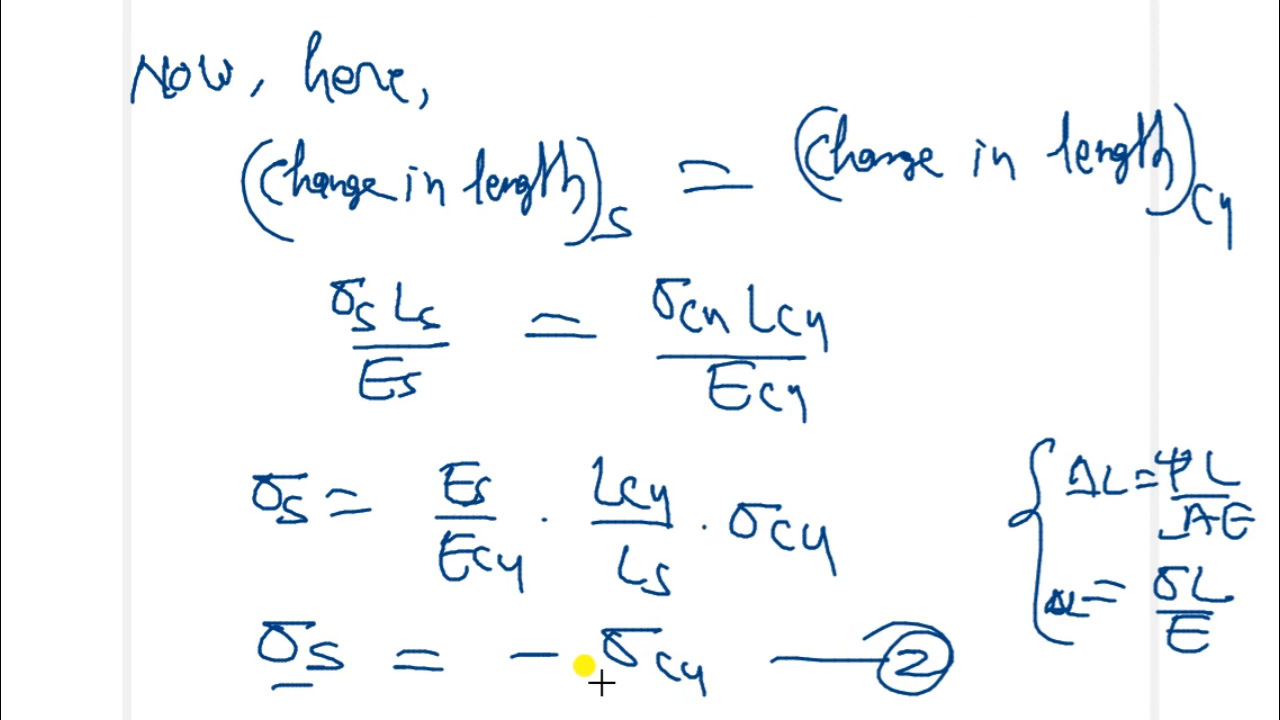 Now, here,
(Change in length)s = (Change in length)cy
σs Ls / Es = σcy Lcy / Ecy
σs = Es / Ecy . Lcy / Ls . σcy
{ ΔL = PL / AE
ΔL = σL / E
σs = — σcy — 2